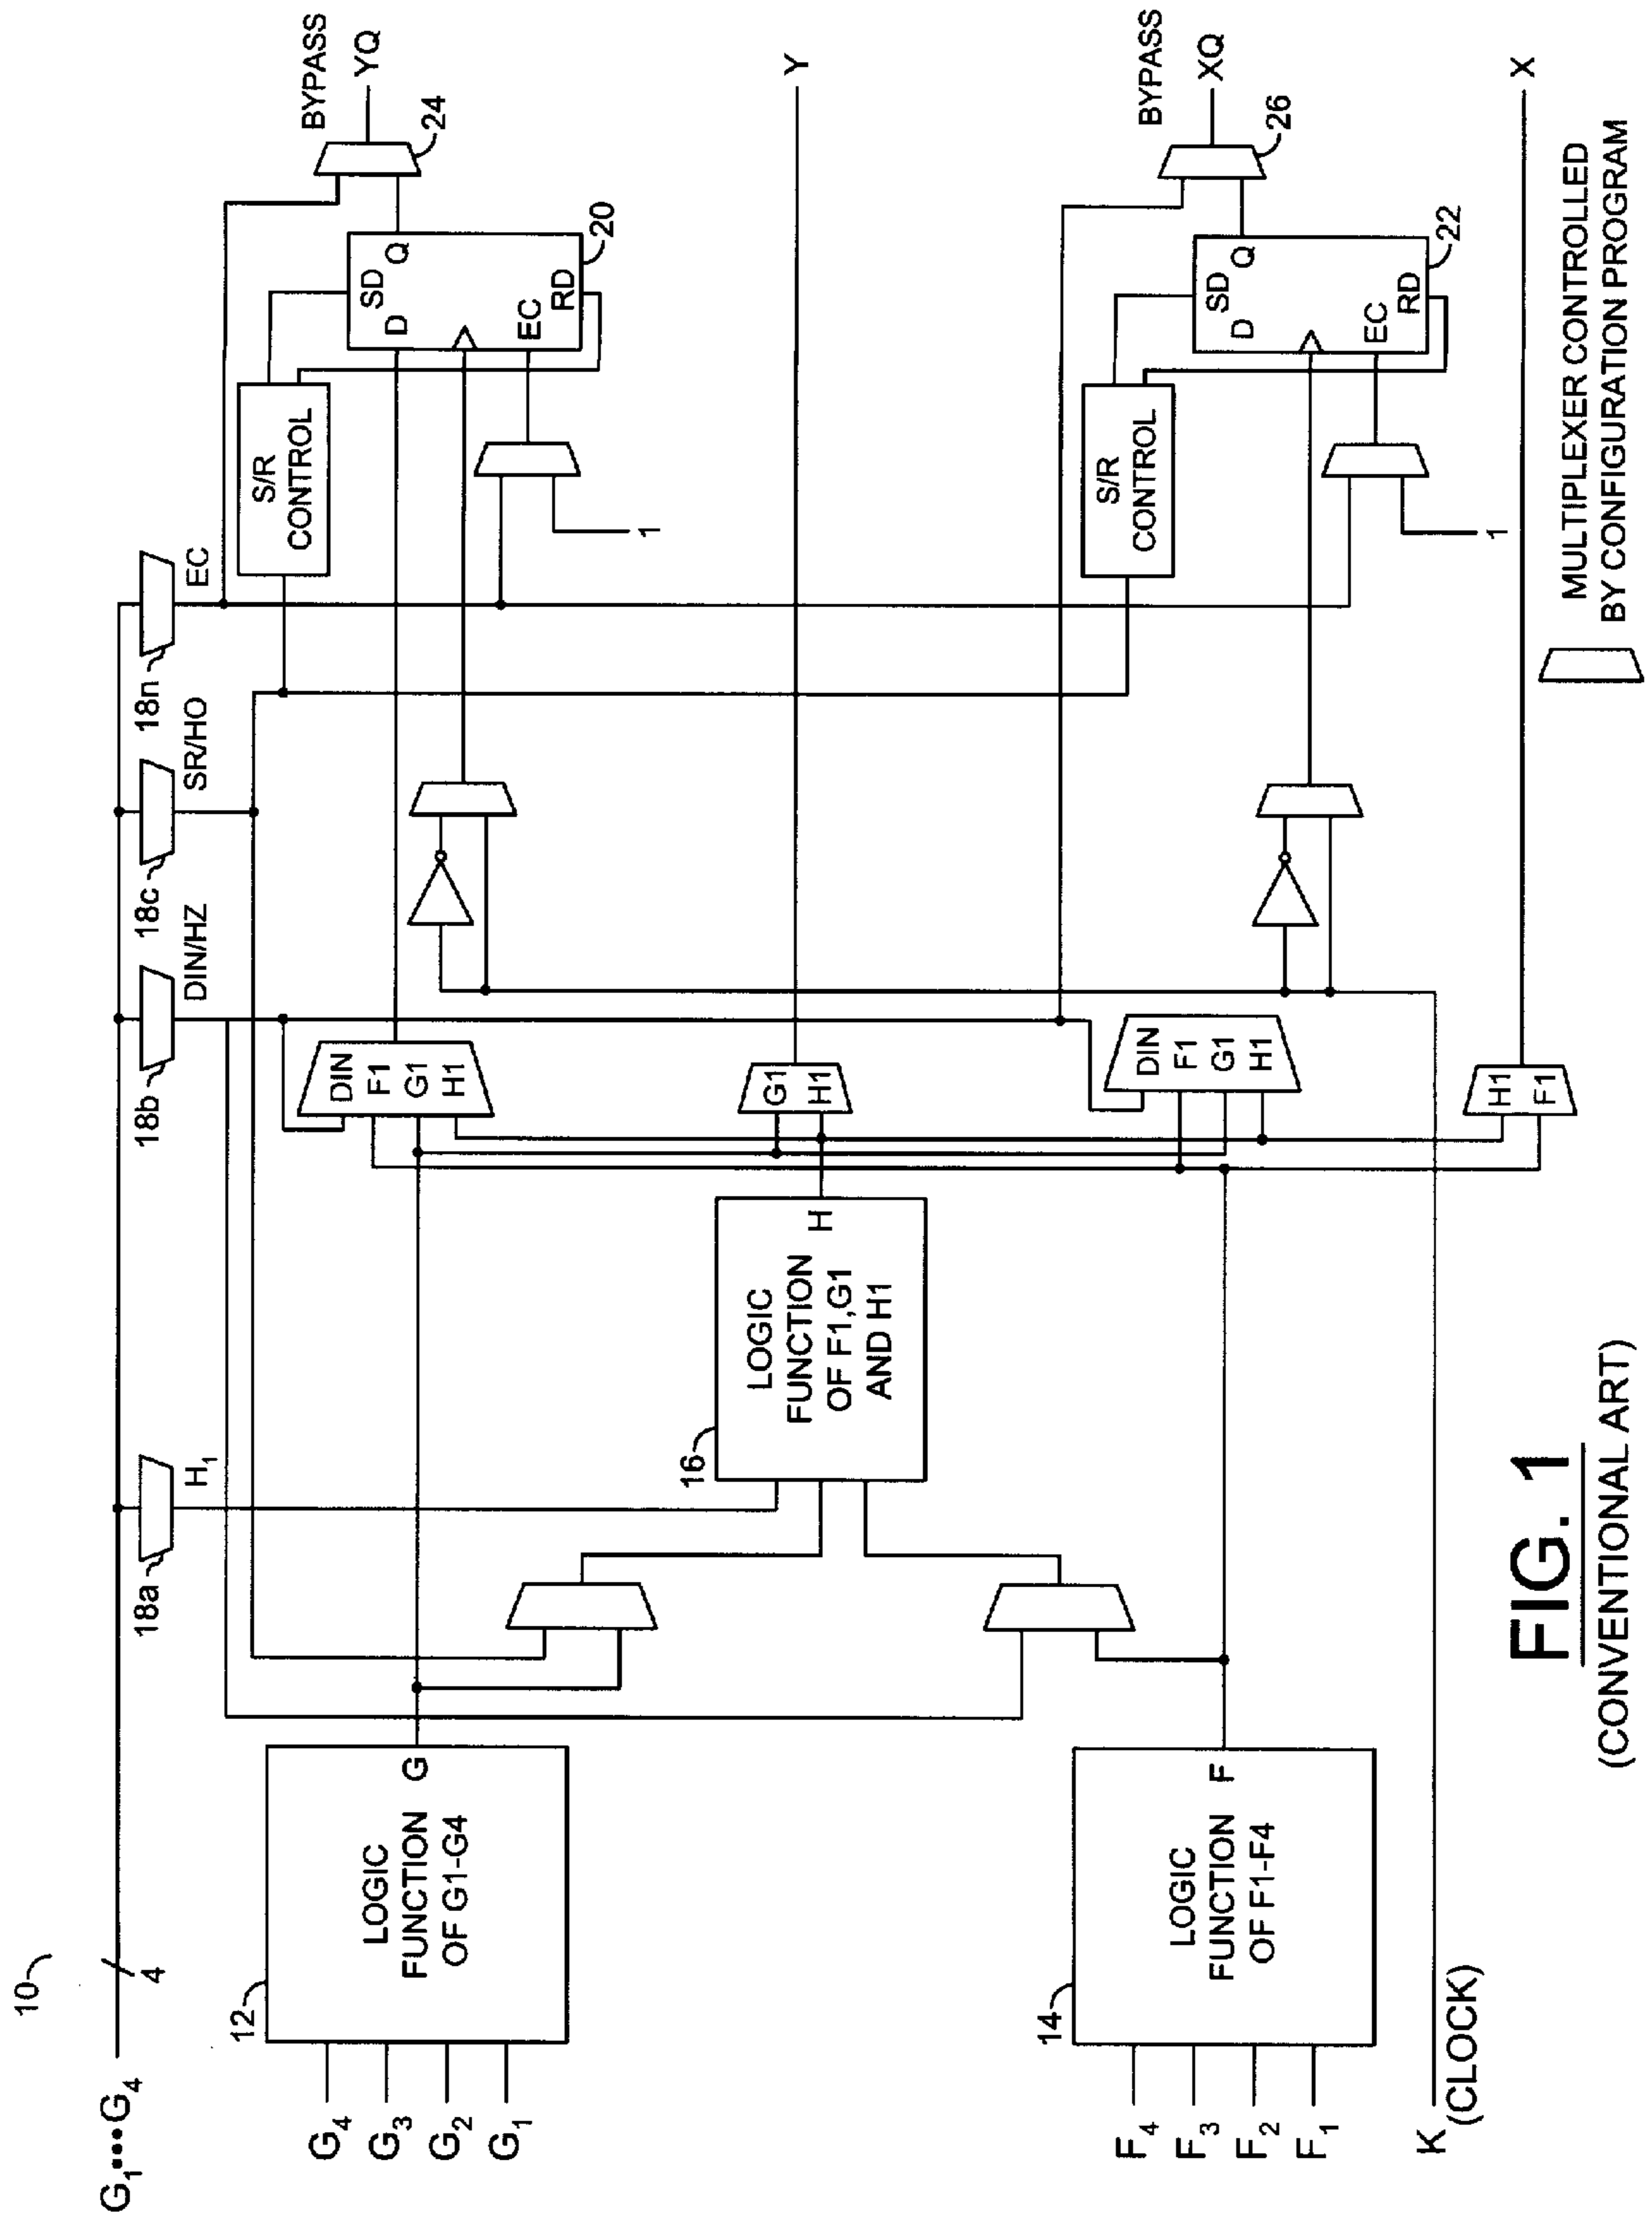 10
G1····G4
4
18a
H1
18b
DIN/HZ
18c
SR/HO
18n
EC
G4
G3
G2
G1
12
LOGIC
FUNCTION
OF G1-G4
G
DIN
F1
G1
H1
S/R
CONTROL
1
SD
D
Q
EC
RD
20
24
BYPASS
YQ
16
LOGIC
FUNCTION
OF F1,G1
AND H1
H
G1
H1
Y
F4
F3
F2
F1
14
LOGIC
FUNCTION
OF F1-F4
F
DIN
F1
G1
H1
S/R
CONTROL
1
SD
D
Q
EC
RD
22
26
BYPASS
XQ
K
(CLOCK)
H1
F1
X
MULTIPLEXER CONTROLLED
BY CONFIGURATION PROGRAM
FIG. 1
(CONVENTIONAL ART)